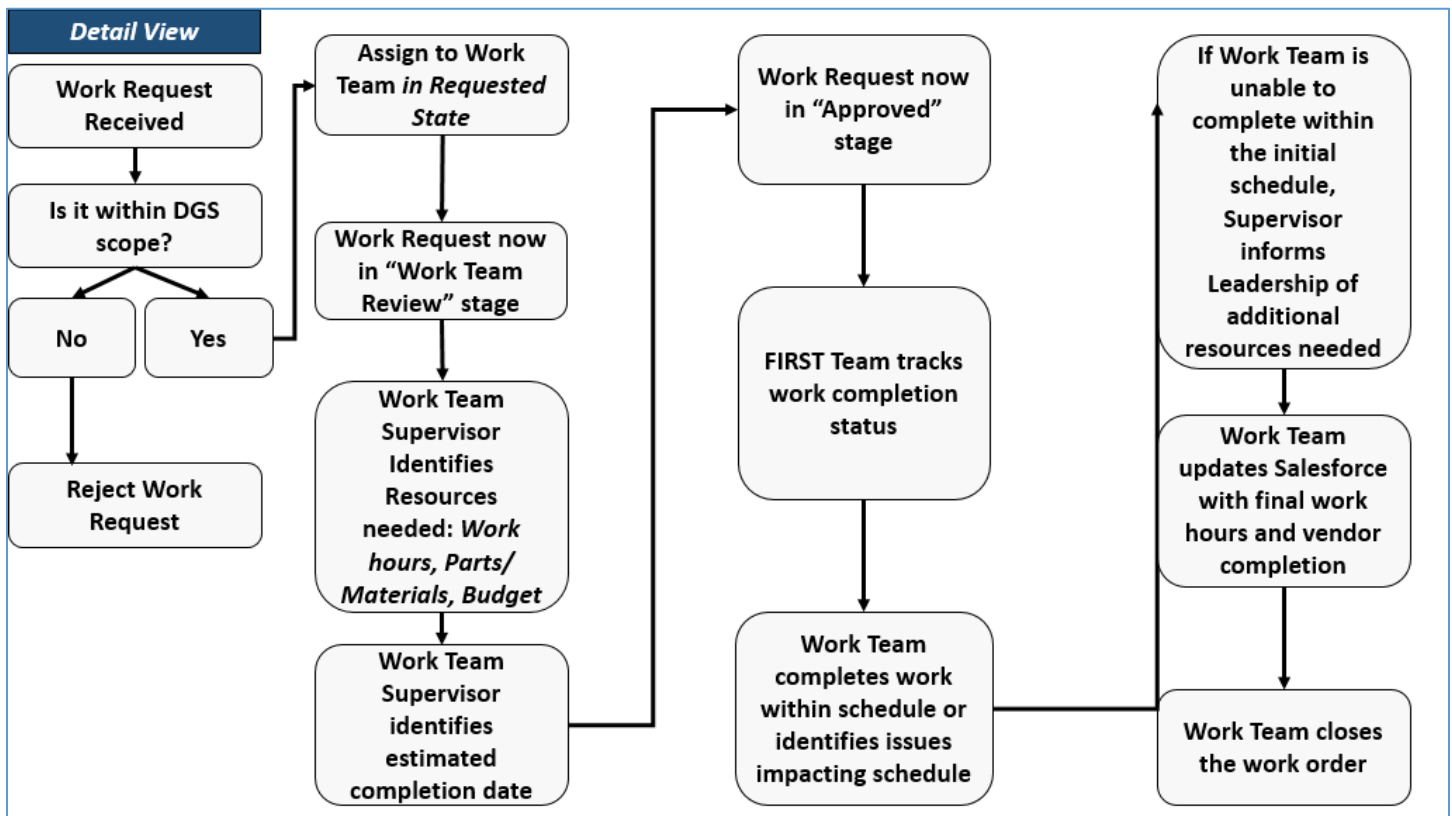 Detail View
Work Request
Received
Is it within DGS
scope?
No
Yes
Reject Work
Request
Assign to Work
Team in Requested
State
Work Request now
in “Work Team
Review” stage
Work Team
Supervisor
Identifies
Resources
needed: Work
hours, Parts/
Materials, Budget
Work Team
Supervisor
identifies
estimated
completion date
Work Request now
in “Approved”
stage
FIRST Team tracks
work completion
status
Work Team
completes work
within schedule or
identifies issues
impacting schedule
If Work Team is
unable to
complete within
the initial
schedule,
Supervisor
informs
Leadership of
additional
resources needed
Work Team
updates Salesforce
with final work
hours and vendor
completion
Work Team closes
the work order